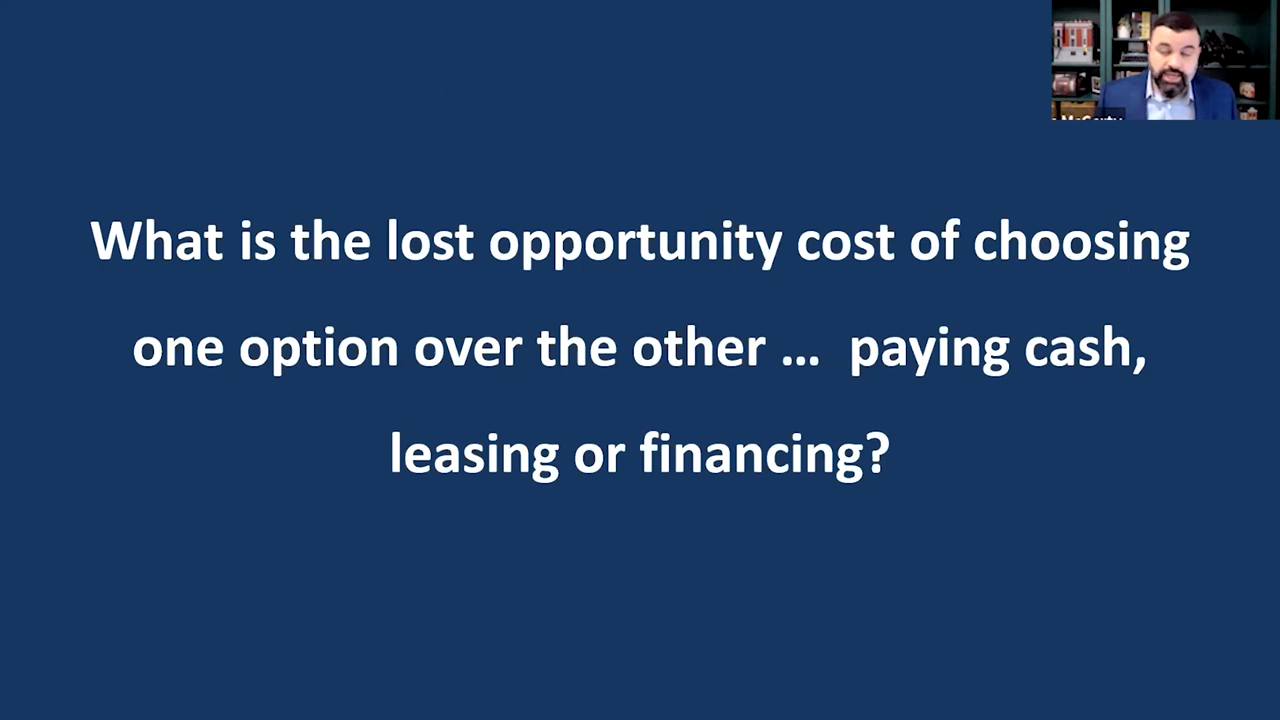 What is the lost opportunity cost of choosing
one option over the other … paying cash,
leasing or financing?